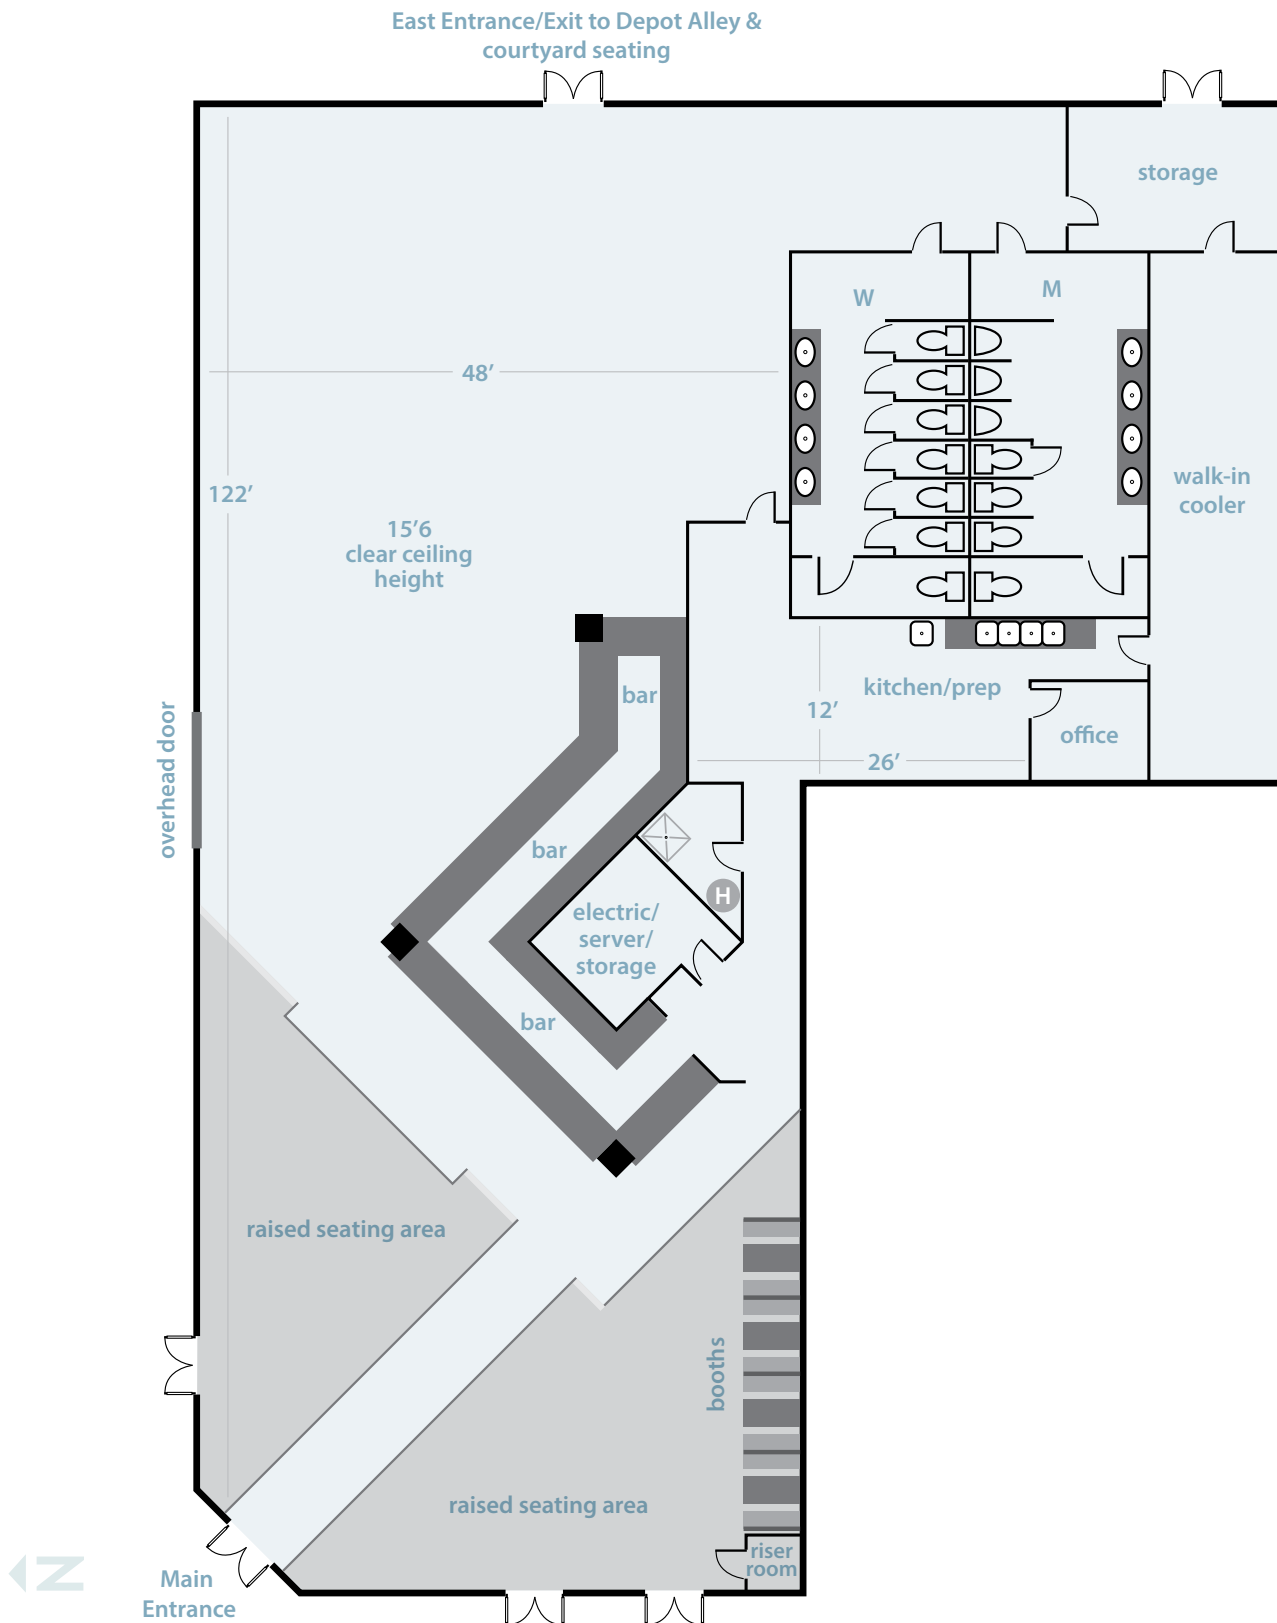 East Entrance/Exit to Depot Alley &
courtyard seating
storage
W
M
48’
122’
walk-in
cooler
15’6
clear ceiling
height
bar
kitchen/prep
12’
office
26’
overhead door
bar
H
electric/
server/
storage
bar
raised seating area
booths
raised seating area
riser
room
N
Main
Entrance